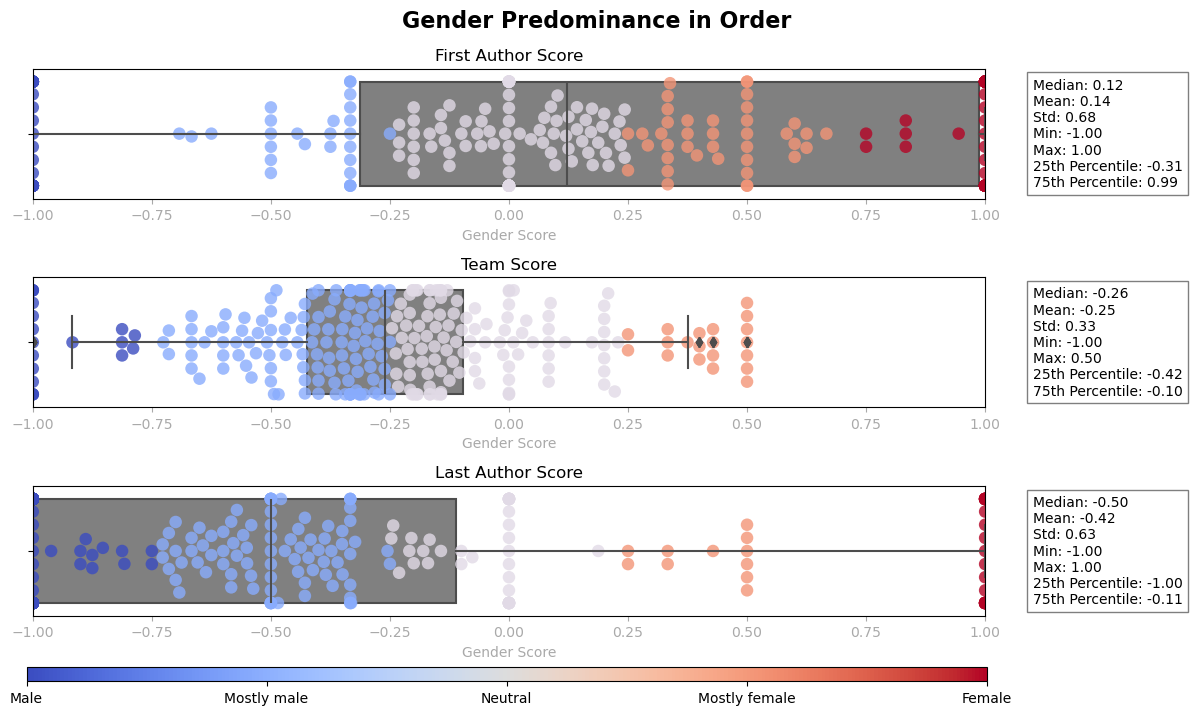 Gender Predominance in Order
First Author Score
Median: 0.12
Mean: 0.14
Std: 0.68
Min: -1.00
Max: 1.00
25th Percentile: -0.31
75th Percentile: 0.99
−1.00 −0.75 −0.50 −0.25 0.00 0.25 0.50 0.75 1.00
Gender Score
Team Score
Median: -0.26
Mean: -0.25
Std: 0.33
Min: -1.00
Max: 0.50
25th Percentile: -0.42
75th Percentile: -0.10
−1.00 −0.75 −0.50 −0.25 0.00 0.25 0.50 0.75 1.00
Gender Score
Last Author Score
Median: -0.50
Mean: -0.42
Std: 0.63
Min: -1.00
Max: 1.00
25th Percentile: -1.00
75th Percentile: -0.11
−1.00 −0.75 −0.50 −0.25 0.00 0.25 0.50 0.75 1.00
Gender Score
Male Mostly male Neutral Mostly female Female